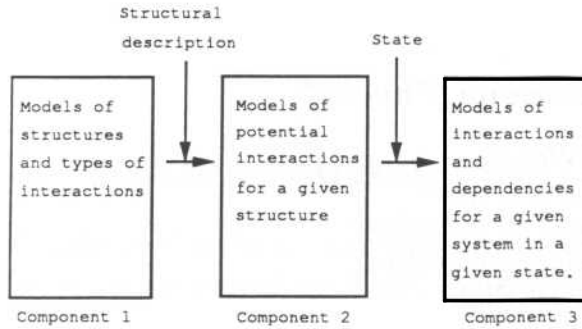 Structural
description
State
Models of
structures
and types of
interactions
Models of
potential
interactions
for a given
structure
Models of
interactions
and
dependencies
for a given
system in a
given state.
Component 1
Component 2
Component 3